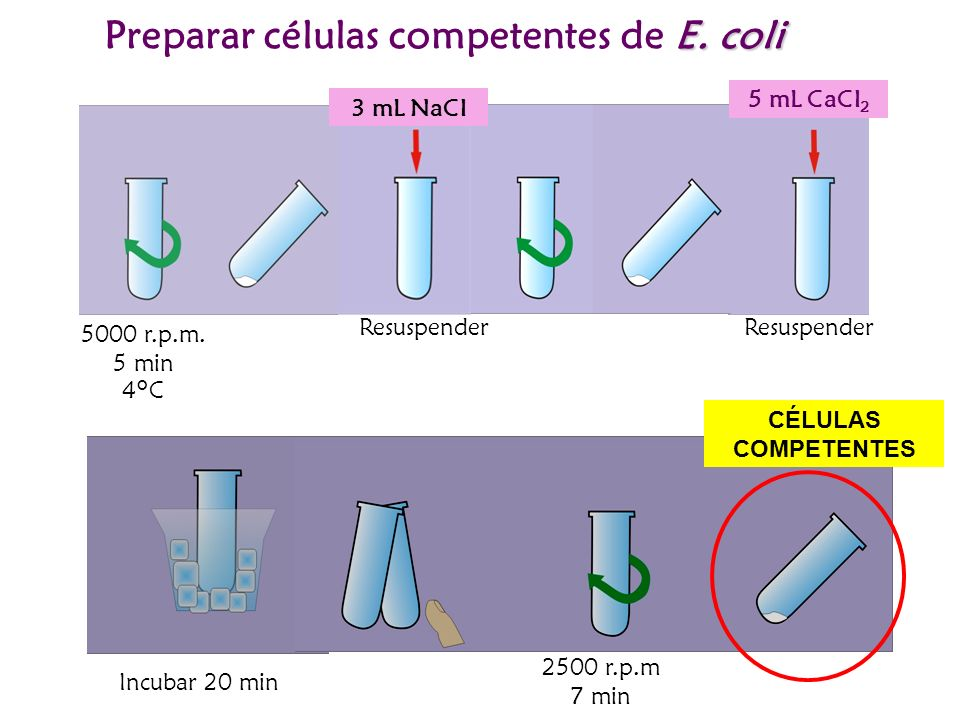 Preparar células competentes de E. coli
3 mL NaCl
5 mL CaCl₂
5000 r.p.m.
5 min
4ºC
Resuspender
Resuspender
CÉLULAS
COMPETENTES
Incubar 20 min
2500 r.p.m
7 min